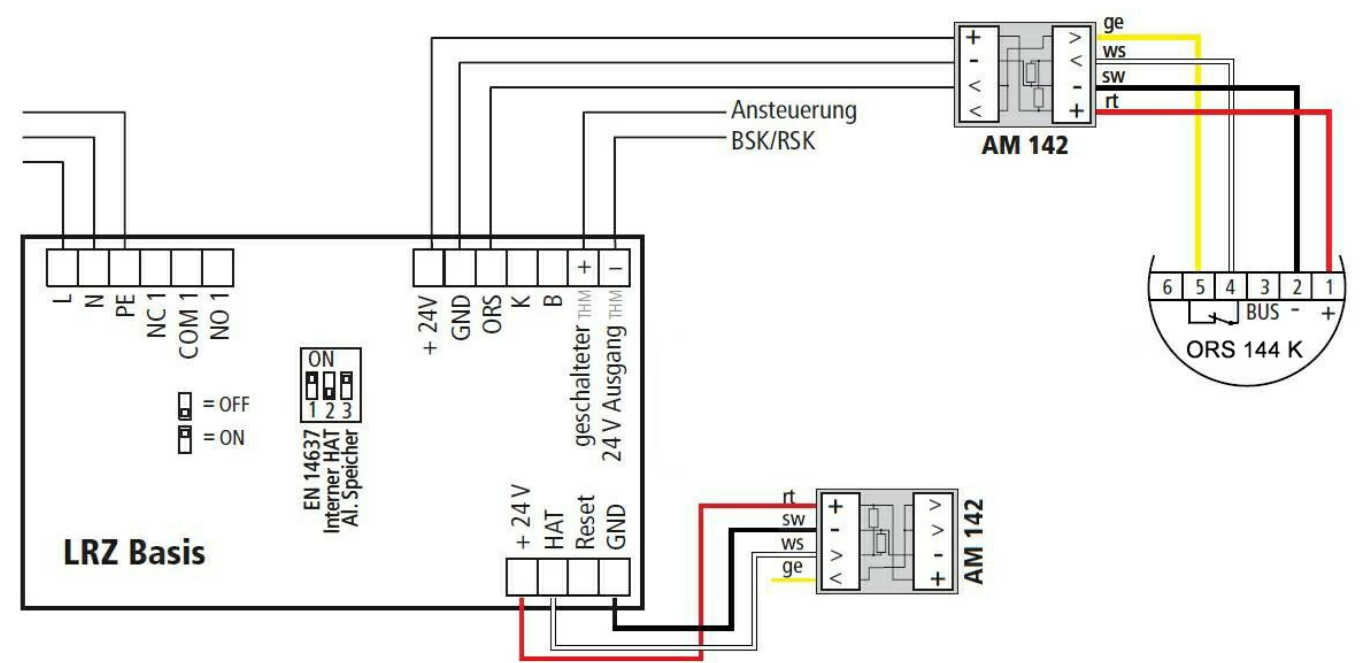 ge
ws
sw
rt
+
-
<
<
>
<
-
+
AM 142
Ansteuerung
BSK/RSK
L
N
PE
NC 1
COM 1
NO 1
+ 24V
GND
ORS
K
B
+
–
geschalteter THM
24 V Ausgang THM
6 5 4 3 2 1
BUS - +
ORS 144 K
= OFF
= ON
ON
1 2 3
EN 14637
Interner HAT
Al. Speicher
LRZ Basis
+ 24 V
HAT
Reset
GND
rt
sw
ws
ge
+
-
>
<
>
>
-
+
AM 142